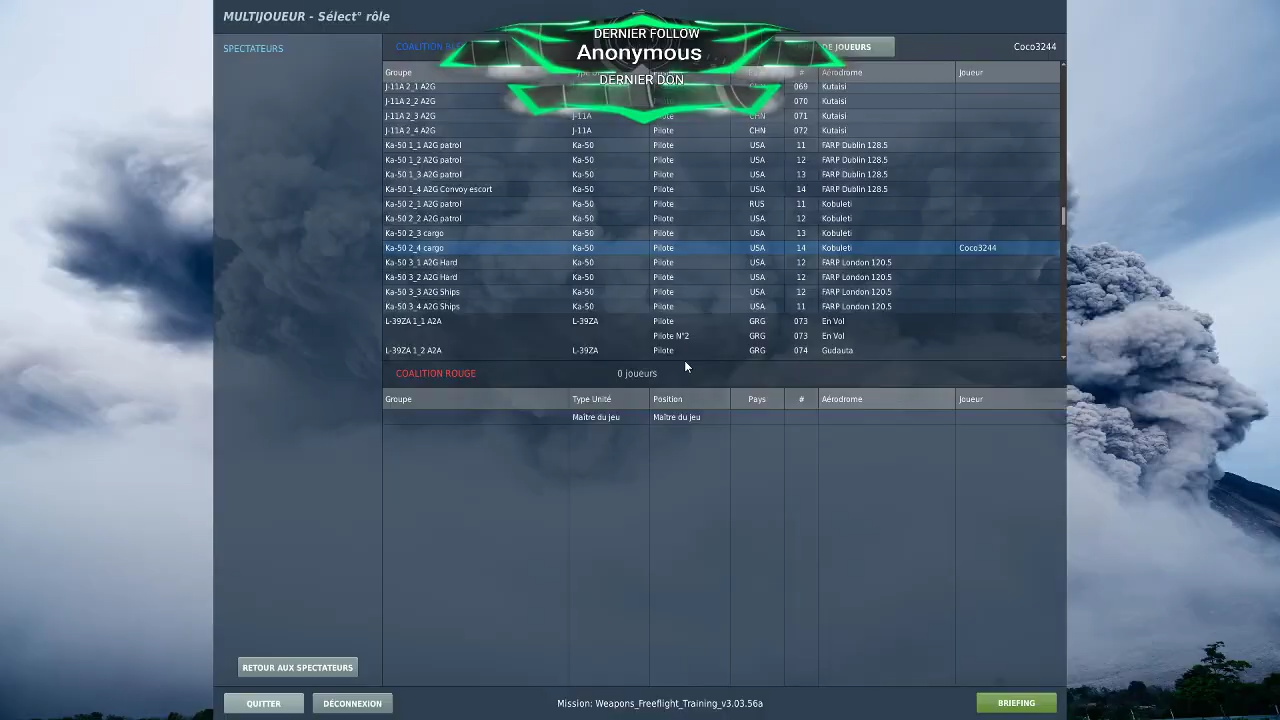 MULTIJOUEUR - Sélect° rôle
DERNIER FOLLOW
Anonymous
DERNIER DON
SPECTATEURS
COALITION
DE JOUEURS
Coco3244
Groupe # Aérodrome Joueur
J-11A 2_1 A2G 069 Kutaisi
J-11A 2_2 A2G 070 Kutaisi
J-11A 2_3 A2G J-11A Pilote CHN 071 Kutaisi
J-11A 2_4 A2G J-11A Pilote CHN 072 Kutaisi
Ka-50 1_1 A2G patrol Ka-50 Pilote USA 11 FARP Dublin 128.5
Ka-50 1_2 A2G patrol Ka-50 Pilote USA 12 FARP Dublin 128.5
Ka-50 1_3 A2G patrol Ka-50 Pilote USA 13 FARP Dublin 128.5
Ka-50 1_4 A2G Convoy escort Ka-50 Pilote USA 14 FARP Dublin 128.5
Ka-50 2_1 A2G patrol Ka-50 Pilote RUS 11 Kobuleti
Ka-50 2_2 A2G patrol Ka-50 Pilote USA 12 Kobuleti
Ka-50 2_3 cargo Ka-50 Pilote USA 13 Kobuleti
Ka-50 2_4 cargo Ka-50 Pilote USA 14 Kobuleti Coco3244
Ka-50 3_1 A2G Hard Ka-50 Pilote USA 12 FARP London 120.5
Ka-50 3_2 A2G Hard Ka-50 Pilote USA 12 FARP London 120.5
Ka-50 3_3 A2G Ships Ka-50 Pilote USA 12 FARP London 120.5
Ka-50 3_4 A2G Ships Ka-50 Pilote USA 11 FARP London 120.5
L-39ZA 1_1 A2A L-39ZA Pilote GRG 073 En Vol
Pilote N°2 GRG 073 En Vol
L-39ZA 1_2 A2A L-39ZA Pilote GRG 074 Gudauta
COALITION ROUGE 0 joueurs
Groupe Type Unité Position Pays # Aérodrome Joueur
Maître du jeu Maître du jeu
RETOUR AUX SPECTATEURS
QUITTER DÉCONNEXION Mission: Weapons_Freeflight_Training_v3.03.56a BRIEFING